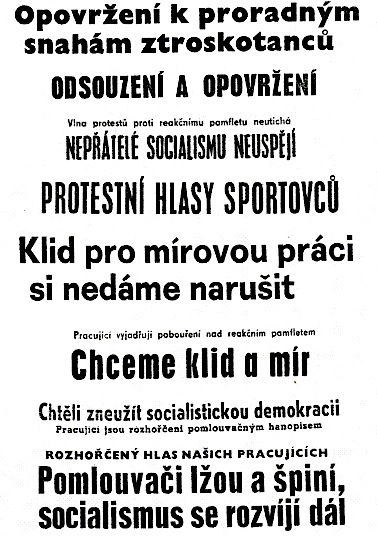 Opovržení k proradným
snahám ztroskotanců
ODSOUZENÍ A OPOVRŽENÍ
Vlna protestů proti reakčnímu pamfletu neutichá
NEPŘÁTELÉ SOCIALISMU NEUSPĚJÍ
PROTESTNÍ HLASY SPORTOVCŮ
Klid pro mírovou práci
si nedáme narušit
Pracující vyjadřují pobouření nad reakčním pamfletem
Chceme klid a mír
Chtěli zneužít socialistickou demokracii
Pracující jsou rozhořčeni pomlouvačným hanopisem
ROZHOŘČENÝ HLAS NAŠICH PRACUJÍCÍCH
Pomlouvači lžou a špiní,
socialismus se rozvíjí dál